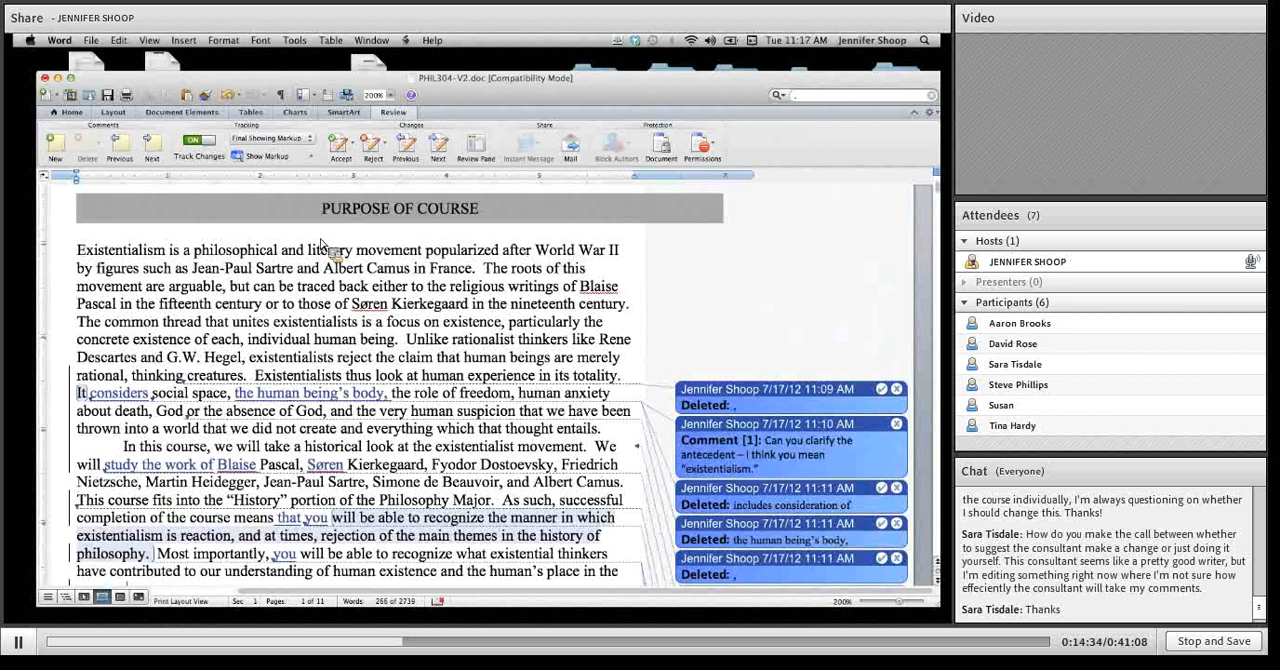 Share - JENNIFER SHOOP
Word File Edit View Insert Format Font Tools Table Window Help
Tue 11:17 AM Jennifer Shoop
PHIL304-V2.doc [Compatibility Mode]
200%
Home Layout Document Elements Tables Charts SmartArt Review
Comments Tracking Changes Share Protection
ON Final Showing Markup
Show Markup
New Delete Previous Next Track Changes Accept Reject Previous Next Review Pane Instant Message Mail Block Authors Document Permissions
1 2 3 4 5 7
PURPOSE OF COURSE
Existentialism is a philosophical and literary movement popularized after World War II
by figures such as Jean-Paul Sartre and Albert Camus in France. The roots of this
movement are arguable, but can be traced back either to the religious writings of Blaise
Pascal in the fifteenth century or to those of Søren Kierkegaard in the nineteenth century.
The common thread that unites existentialists is a focus on existence, particularly the
concrete existence of each, individual human being. Unlike rationalist thinkers like Rene
Descartes and G.W. Hegel, existentialists reject the claim that human beings are merely
rational, thinking creatures. Existentialists thus look at human experience in its totality.
It considers social space, the human being's body, the role of freedom, human anxiety
about death, God or the absence of God, and the very human suspicion that we have been
thrown into a world that we did not create and everything which that thought entails.
In this course, we will take a historical look at the existentialist movement. We
will study the work of Blaise Pascal, Søren Kierkegaard, Fyodor Dostoevsky, Friedrich
Nietzsche, Martin Heidegger, Jean-Paul Sartre, Simone de Beauvoir, and Albert Camus.
This course fits into the "History" portion of the Philosophy Major. As such, successful
completion of the course means that you will be able to recognize the manner in which
existentialism is reaction, and at times, rejection of the main themes in the history of
philosophy. Most importantly, you will be able to recognize what existential thinkers
have contributed to our understanding of human existence and the human's place in the
Jennifer Shoop 7/17/12 11:09 AM
Deleted: ,
Jennifer Shoop 7/17/12 11:10 AM
Comment [1]: Can you clarify the
antecedent – I think you mean
"existentialism."
Jennifer Shoop 7/17/12 11:11 AM
Deleted: includes consideration of
Jennifer Shoop 7/17/12 11:11 AM
Deleted: the human being's body,
Jennifer Shoop 7/17/12 11:11 AM
Deleted: ,
Print Layout View Sec 1 Pages: 1 of 11 Words: 266 of 2739 200%
Video
Attendees (7)
Hosts (1)
JENNIFER SHOOP
Presenters (0)
Participants (6)
Aaron Brooks
David Rose
Sara Tisdale
Steve Phillips
Susan
Tina Hardy
Chat (Everyone)
the course individually, I'm always questioning on whether
I should change this. Thanks!
Sara Tisdale: How do you make the call between whether
to suggest the consultant make a change or just doing it
yourself. This consultant seems like a pretty good writer, but
I'm editing something right now where I'm not sure how
effeciently the consultant will take my comments.
Sara Tisdale: Thanks
0:14:34/0:41:08 Stop and Save